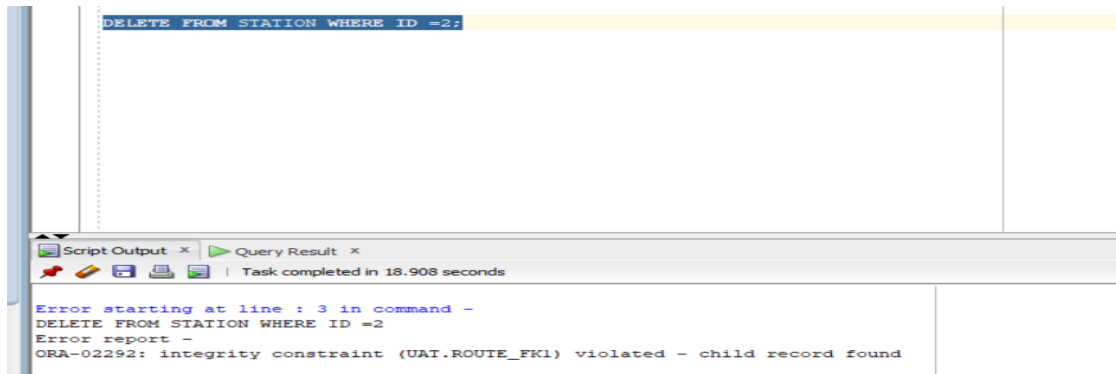 DELETE FROM STATION WHERE ID =2;
Script Output × Query Result ×
Task completed in 18.908 seconds
Error starting at line : 3 in command -
DELETE FROM STATION WHERE ID =2
Error report -
ORA-02292: integrity constraint (UAT.ROUTE_FK1) violated - child record found